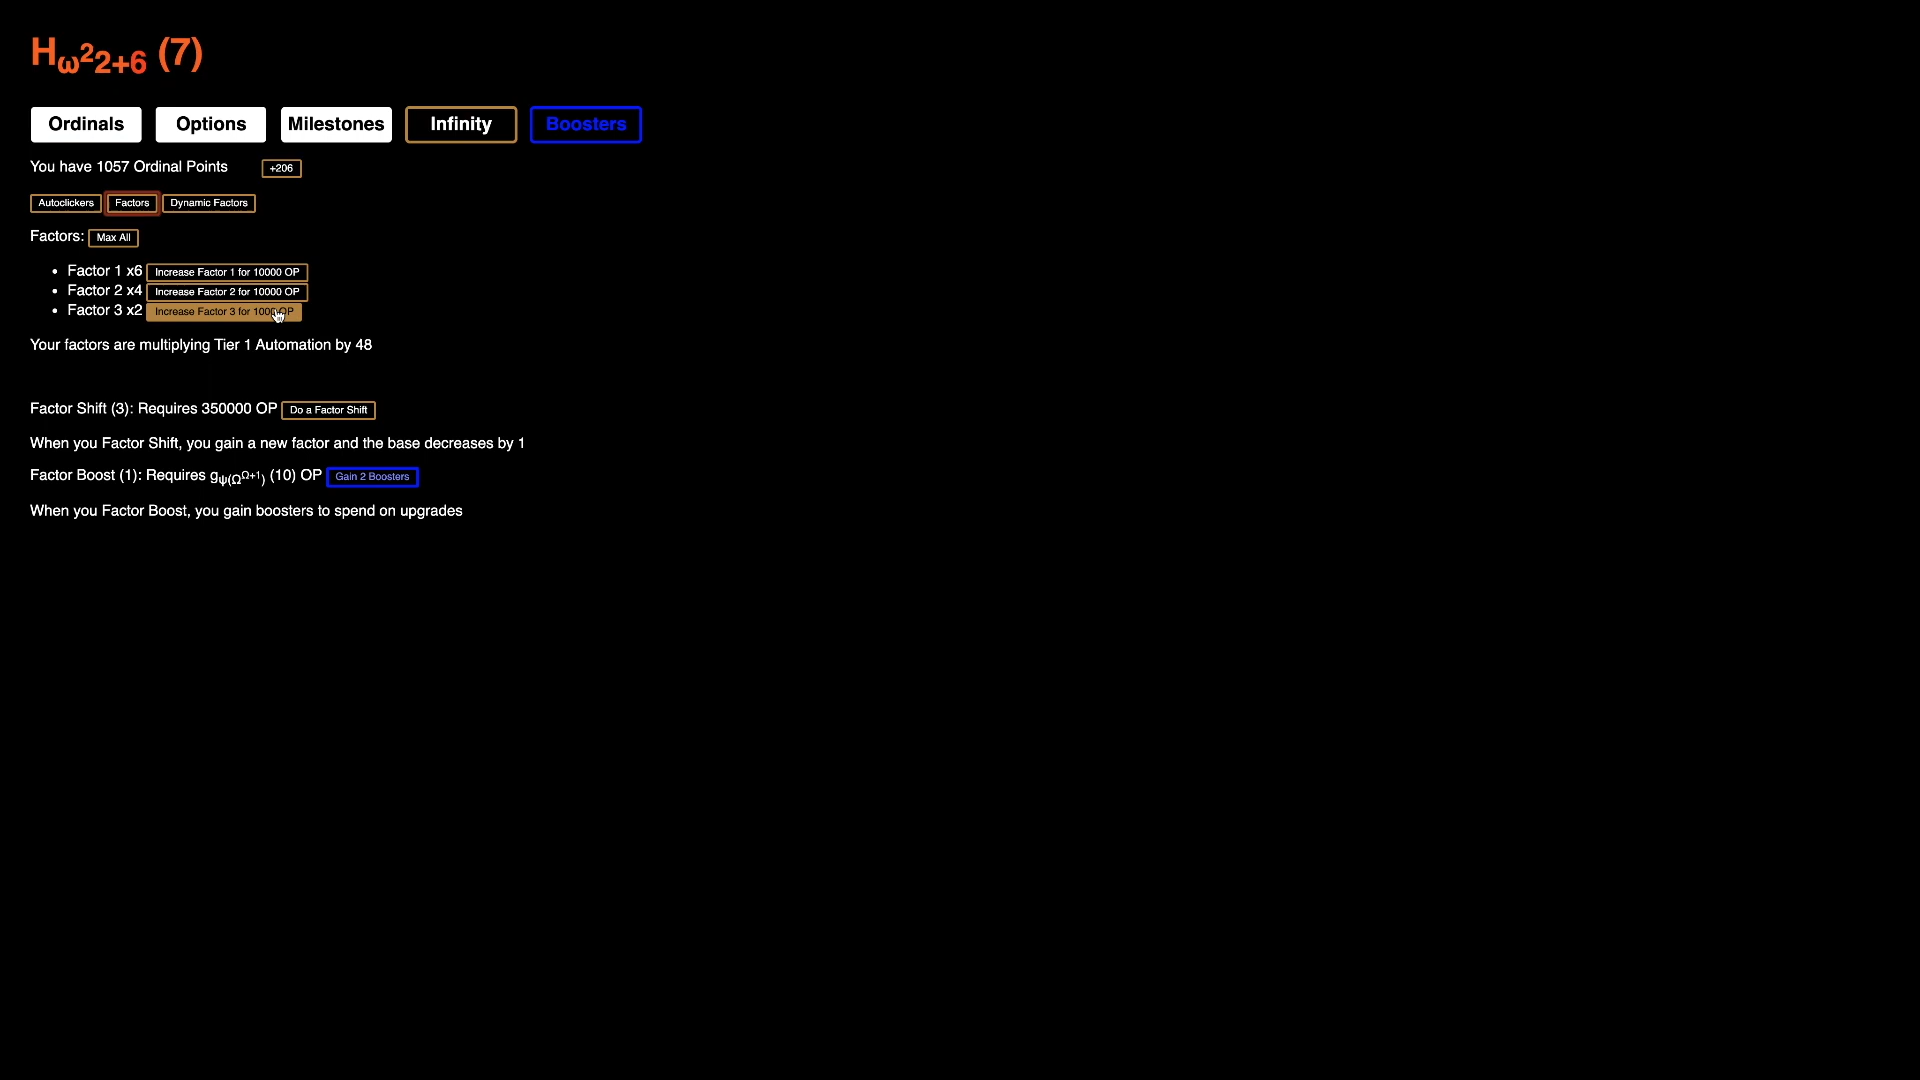 Hω²2+6 (7)
Ordinals Options Milestones Infinity Boosters
You have 1057 Ordinal Points +206
Autoclickers Factors Dynamic Factors
Factors: Max All
• Factor 1 x6 Increase Factor 1 for 10000 OP
• Factor 2 x4 Increase Factor 2 for 10000 OP
• Factor 3 x2 Increase Factor 3 for 1000 OP
Your factors are multiplying Tier 1 Automation by 48
Factor Shift (3): Requires 350000 OP Do a Factor Shift
When you Factor Shift, you gain a new factor and the base decreases by 1
Factor Boost (1): Requires gψ(Ω^Ω+1) (10) OP Gain 2 Boosters
When you Factor Boost, you gain boosters to spend on upgrades